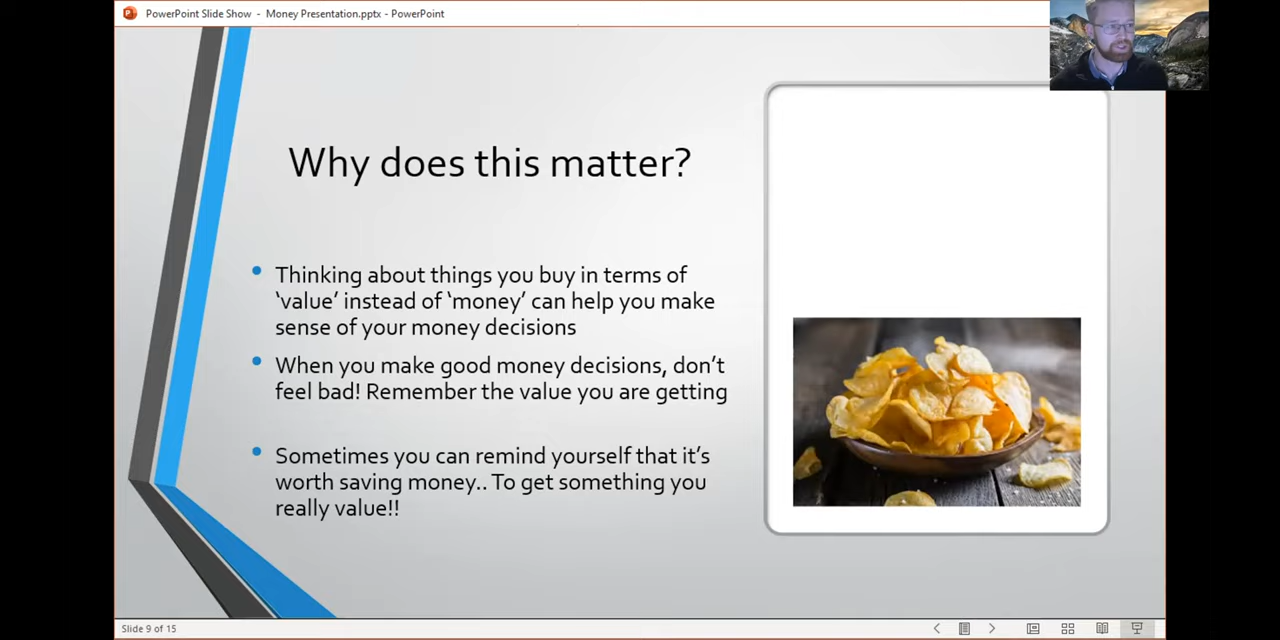 PowerPoint Slide Show - Money Presentation.pptx - PowerPoint
Why does this matter?
Thinking about things you buy in terms of
‘value’ instead of ‘money’ can help you make
sense of your money decisions
When you make good money decisions, don’t
feel bad! Remember the value you are getting
Sometimes you can remind yourself that it’s
worth saving money.. To get something you
really value!!
Slide 9 of 15